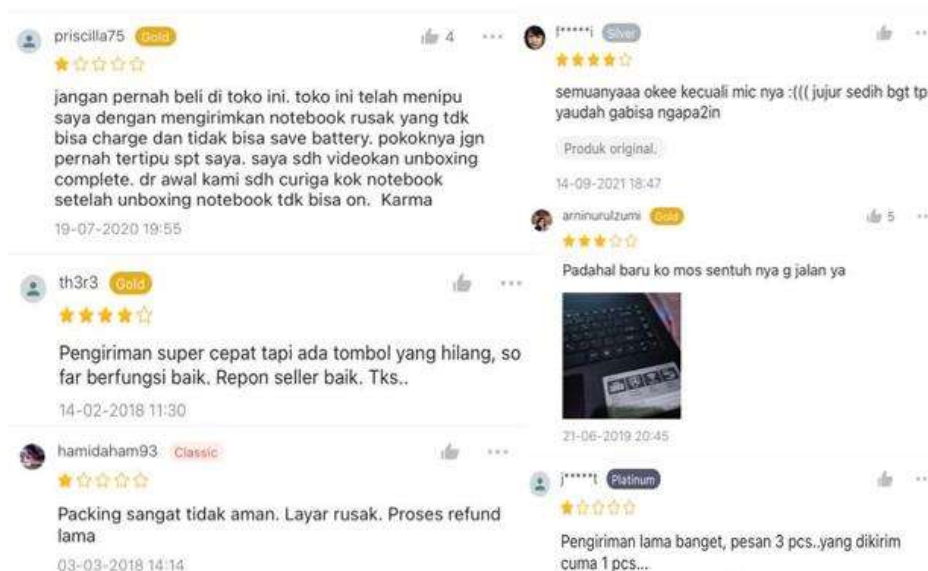 priscilla75 Gold 4
jangan pernah beli di toko ini. toko ini telah menipu
saya dengan mengirimkan notebook rusak yang tdk
bisa charge dan tidak bisa save battery. pokoknya jgn
pernah tertipu spt saya. saya sdh videokan unboxing
complete. dr awal kami sdh curiga kok notebook
setelah unboxing notebook tdk bisa on. Karma
19-07-2020 19:55
th3r3 Gold
Pengiriman super cepat tapi ada tombol yang hilang, so
far berfungsi baik. Repon seller baik. Tks..
14-02-2018 11:30
hamidaham93 Classic
Packing sangat tidak aman. Layar rusak. Proses refund
lama
03-03-2018 14:14
f*****i Silver
semuanyaaa okee kecuali mic nya :((( jujur sedih bgt tp
yaudah gabisa ngapa2in
Produk original.
14-09-2021 18:47
arninurulzumi Gold 5
Padahal baru ko mos sentuh nya g jalan ya
21-06-2019 20:45
j*****t Platinum
Pengiriman lama banget, pesan 3 pcs..yang dikirim
cuma 1 pcs...